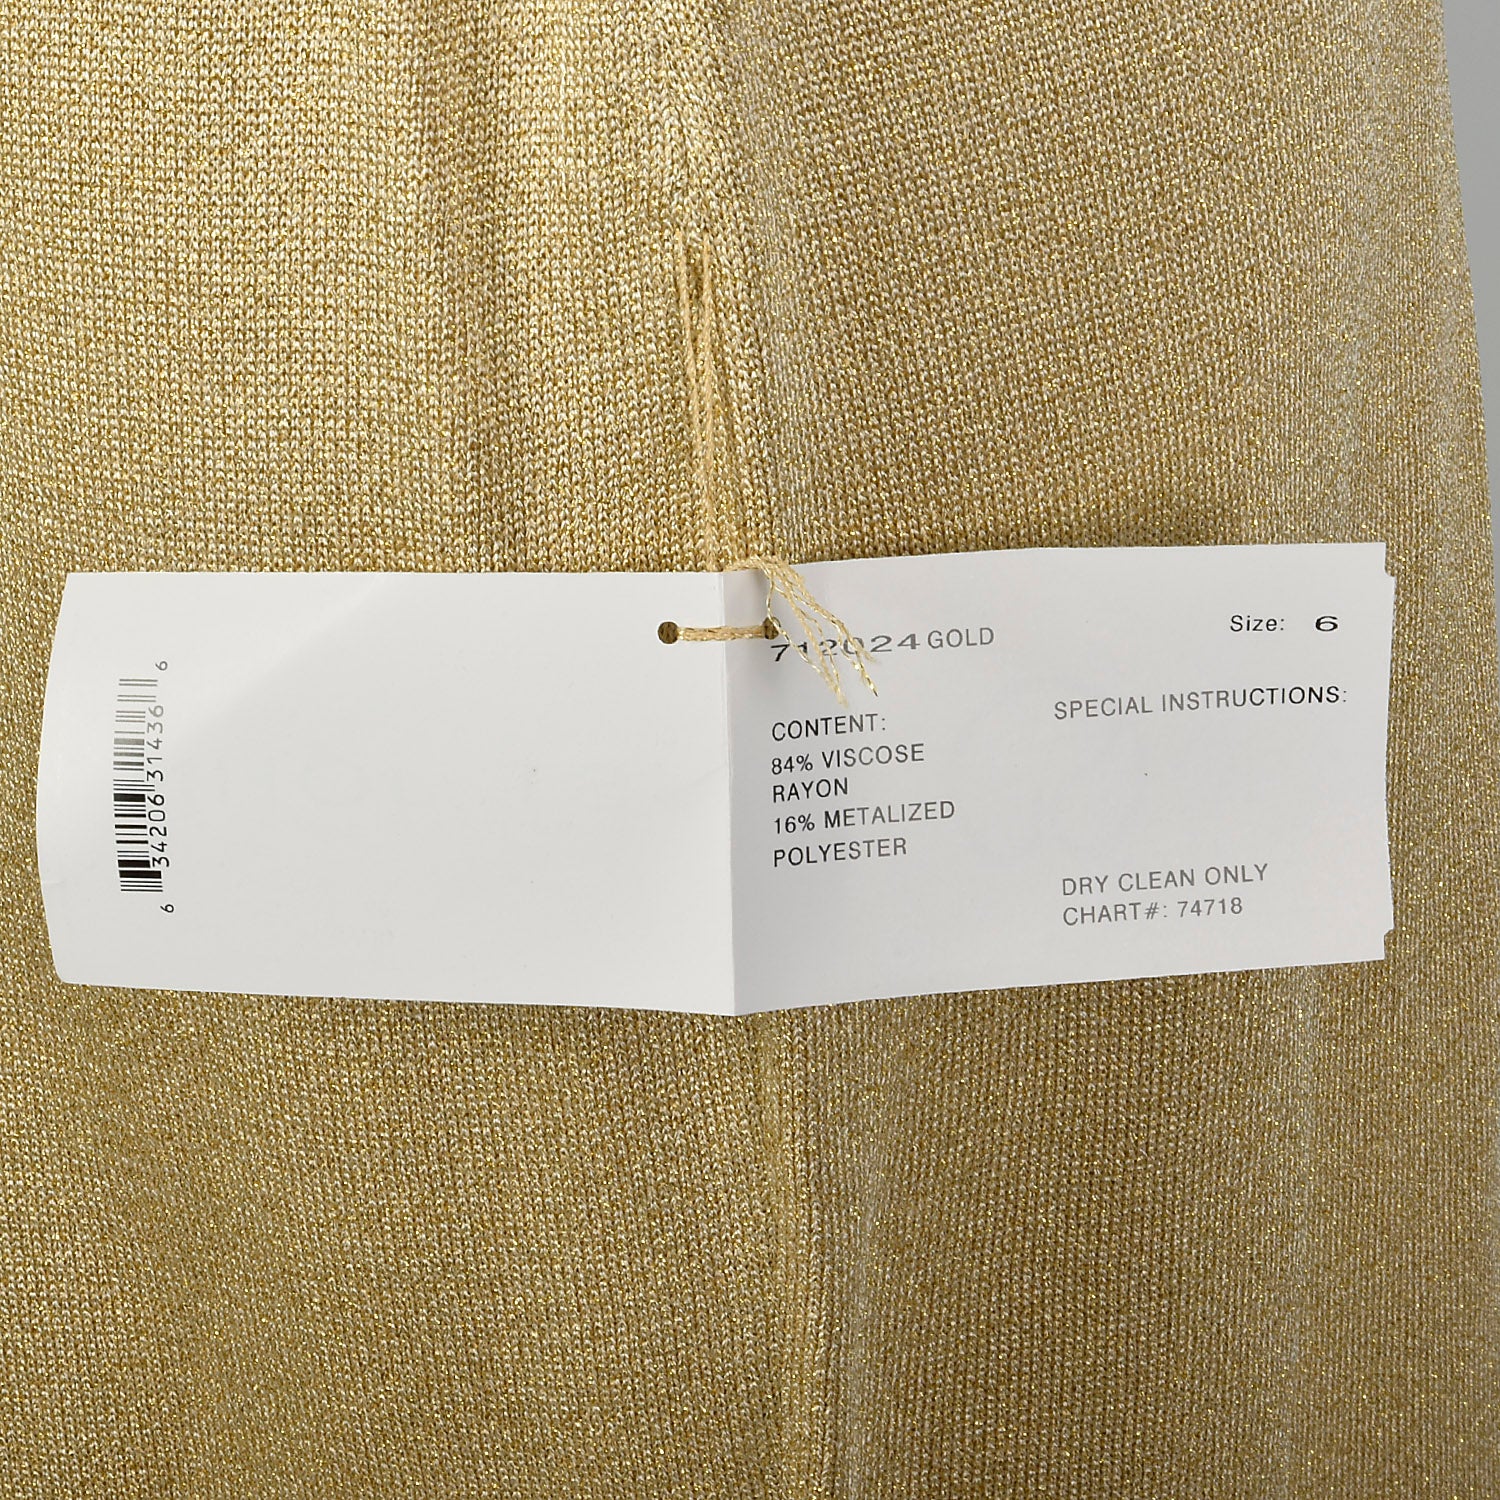 6 34206 31436 6
712024 GOLD
Size: 6
CONTENT:
84% VISCOSE
RAYON
16% METALIZED
POLYESTER
SPECIAL INSTRUCTIONS:
DRY CLEAN ONLY
CHART#: 74718